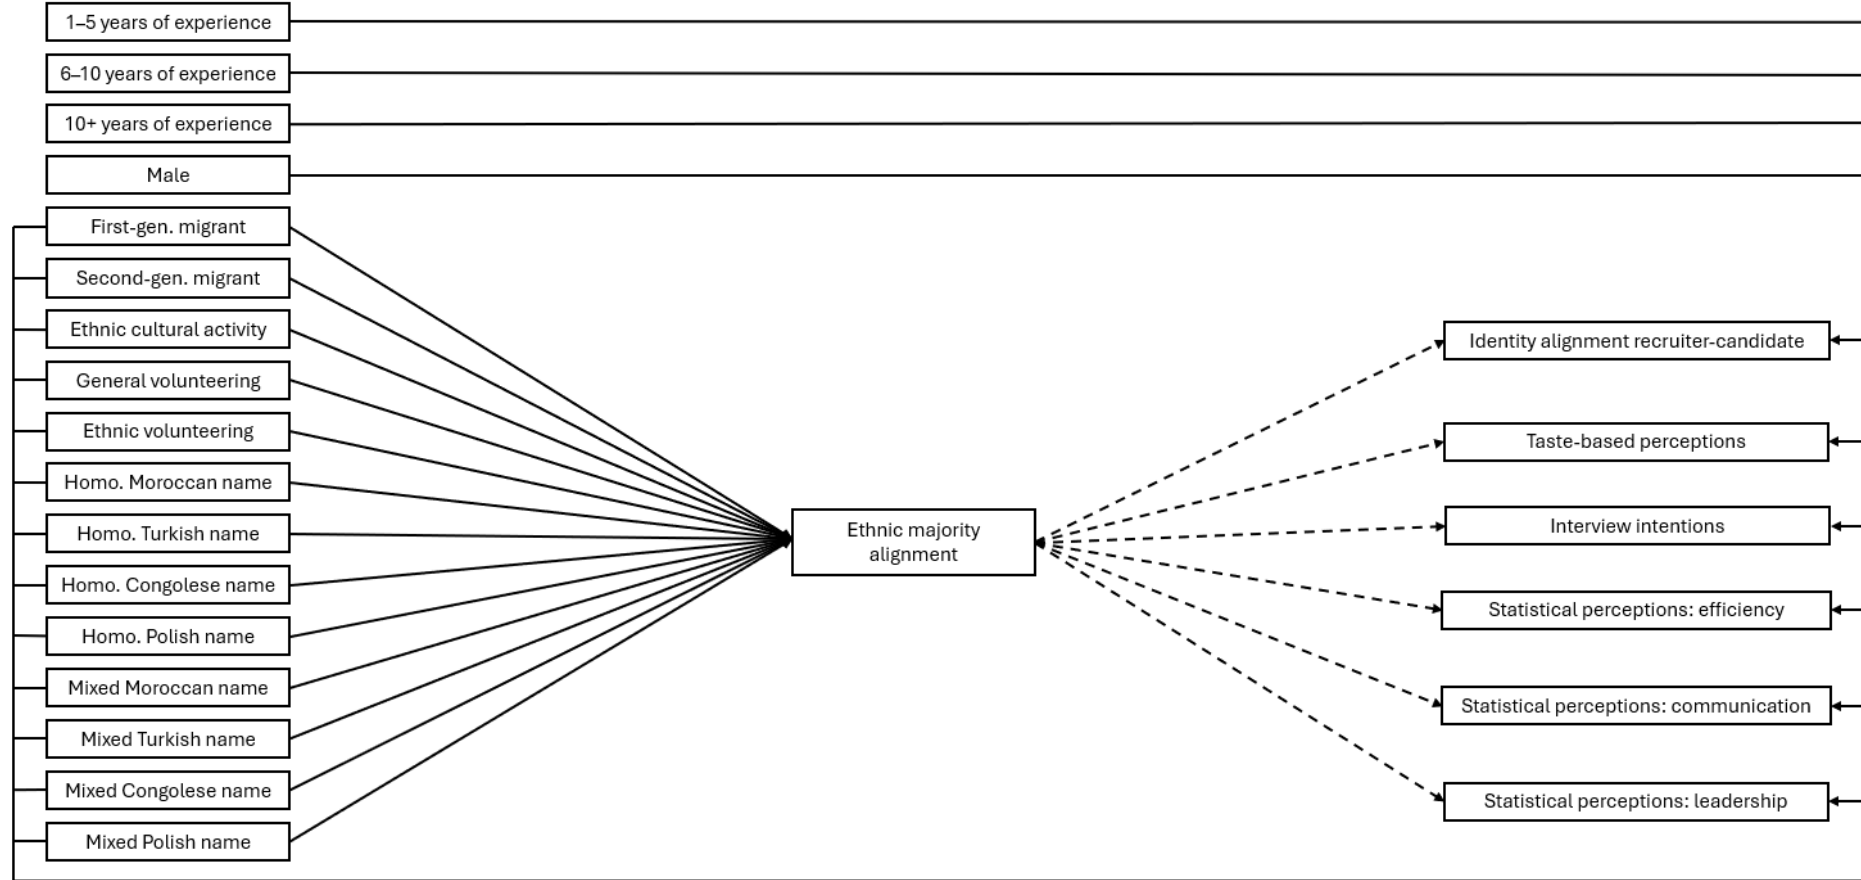 1–5 years of experience
6–10 years of experience
10+ years of experience
Male
First-gen. migrant
Second-gen. migrant
Ethnic cultural activity
General volunteering
Ethnic volunteering
Homo. Moroccan name
Homo. Turkish name
Homo. Congolese name
Homo. Polish name
Mixed Moroccan name
Mixed Turkish name
Mixed Congolese name
Mixed Polish name
Ethnic majority
alignment
Identity alignment recruiter-candidate
Taste-based perceptions
Interview intentions
Statistical perceptions: efficiency
Statistical perceptions: communication
Statistical perceptions: leadership